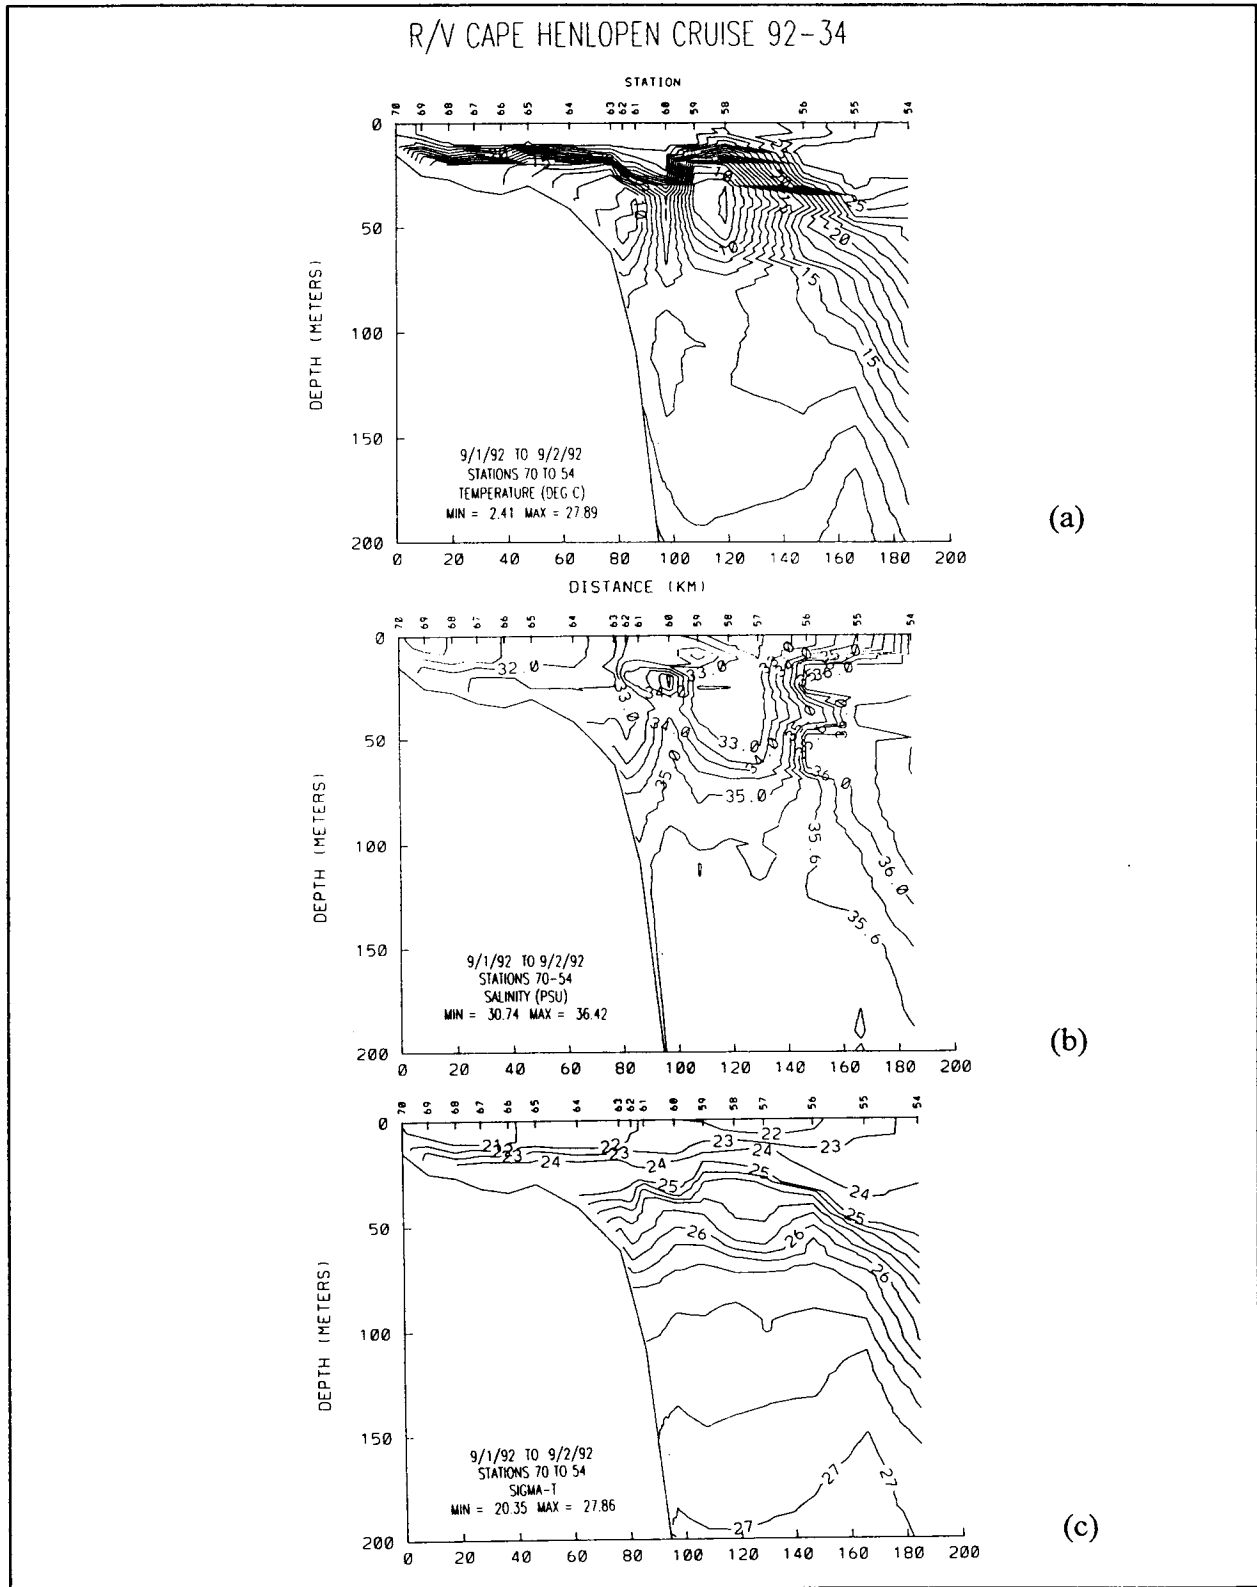 R/V CAPE HENLOPEN CRUISE 92-34
STATION
70 69 68 67 66 65 64 63 62 61 60 59 58 56 55 54
0
50
100
150
200
DEPTH (METERS)
10
10
10
20
15
15
5
9/1/92 TO 9/2/92
STATIONS 70 TO 54
TEMPERATURE (DEG C)
MIN = 2.41 MAX = 27.89
(a)
0 20 40 60 80 100 120 140 160 180 200
DISTANCE (KM)
70 69 68 67 66 65 64 63 62 61 60 59 58 57 56 55 54
0
50
100
150
200
DEPTH (METERS)
32.0
33.0
33.0
33.0
34.0
35.0
35.0
36.0
36.0
36.0
35.6
35.6
9/1/92 TO 9/2/92
STATIONS 70-54
SALINITY (PSU)
MIN = 30.74 MAX = 36.42
(b)
0 20 40 60 80 100 120 140 160 180 200
70 69 68 67 66 65 64 63 62 61 60 59 58 57 56 55 54
0
50
100
150
200
DEPTH (METERS)
21
22
22
23
23
23
23
24
24
24
24
25
25
25
26
26
26
27
27
27
9/1/92 TO 9/2/92
STATIONS 70 TO 54
SIGMA-T
MIN = 20.35 MAX = 27.86
(c)
0 20 40 60 80 100 120 140 160 180 200